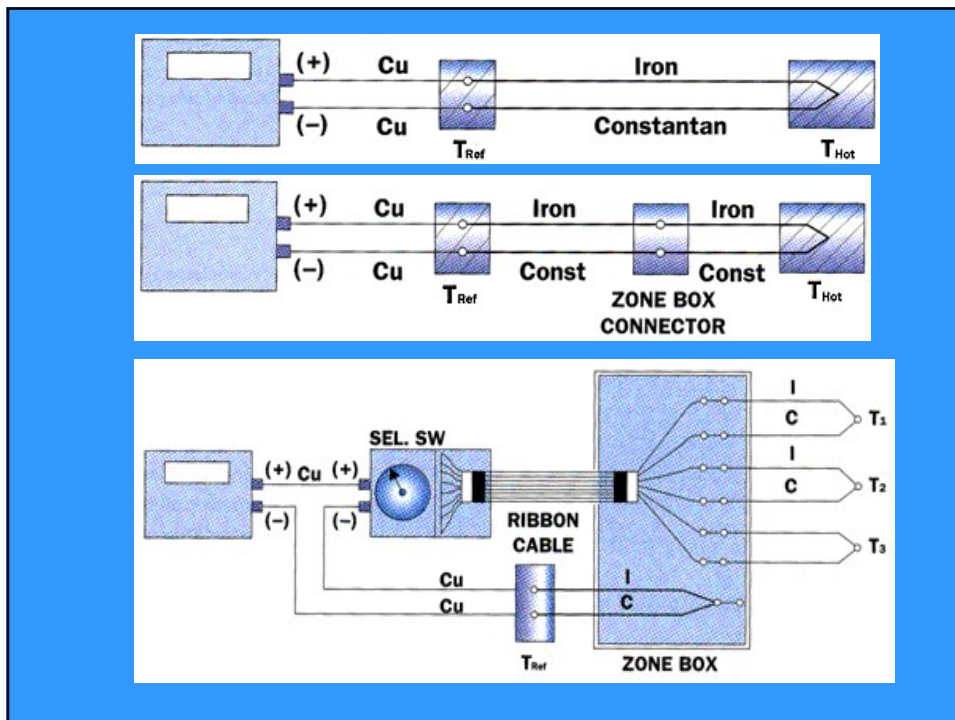 (+) Cu Iron
(−) Cu Constantan
TRef THot
(+) Cu Iron Iron
(−) Cu Const Const
TRef ZONE BOX THot
CONNECTOR
I
C T1
SEL. SW
I
(+) Cu (+) C T2
(−) (−)
RIBBON
CABLE T3
Cu I
Cu C
TRef ZONE BOX